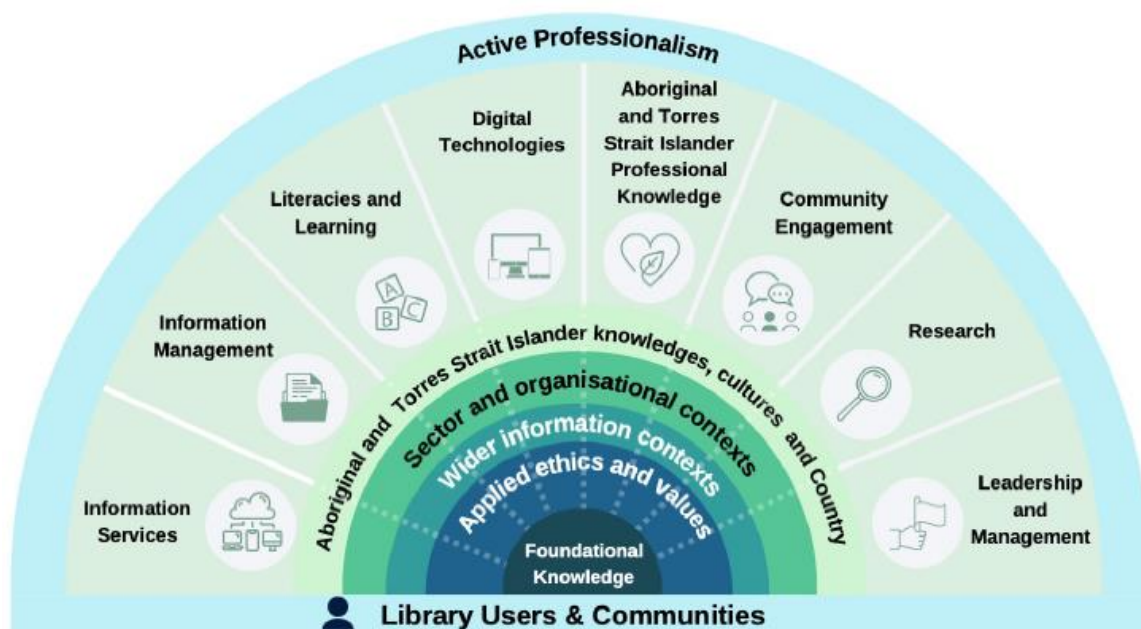 Active Professionalism
Information
Services
Information
Management
Literacies and
Learning
Digital
Technologies
Aboriginal
and Torres
Strait Islander
Professional
Knowledge
Community
Engagement
Research
Leadership
and
Management
A
B
C
Aboriginal and Torres Strait Islander knowledges, cultures and Country
Sector and organisational contexts
Wider information contexts
Applied ethics and values
Foundational
Knowledge
Library Users & Communities